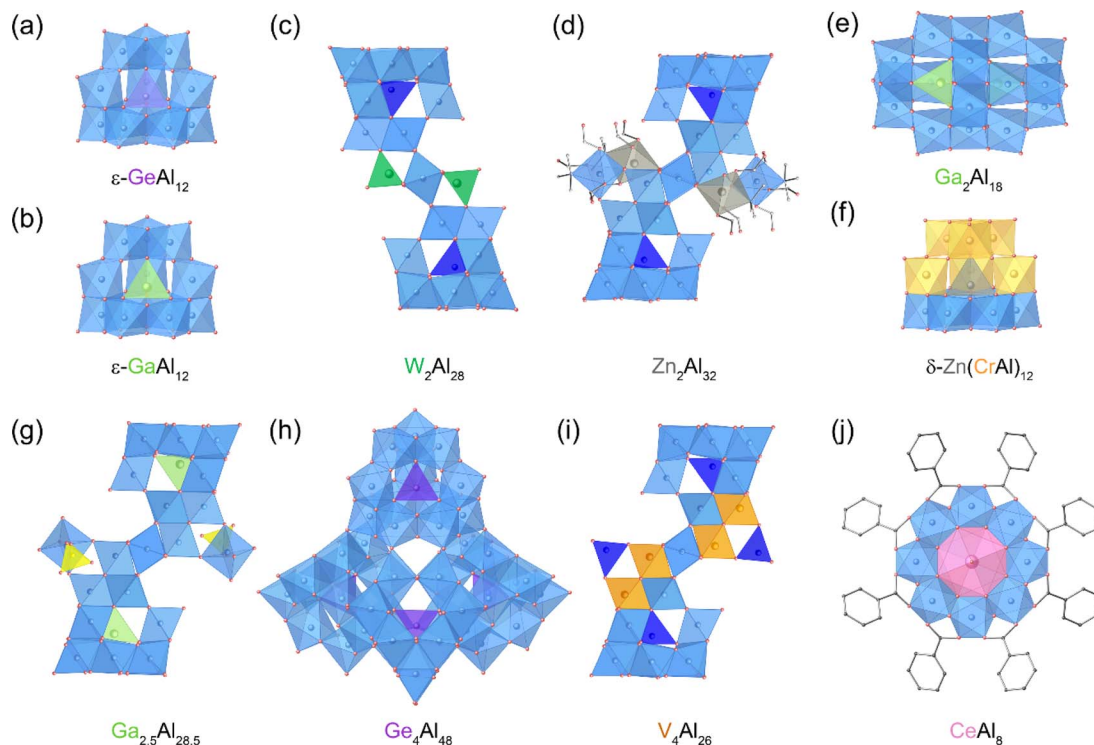 (a)
ε-GeAl₁₂
(b)
ε-GaAl₁₂
(c)
W₂Al₂₈
(d)
Zn₂Al₃₂
(e)
Ga₂Al₁₈
(f)
δ-Zn(CrAl)₁₂
(g)
Ga₂.₅Al₂₈.₅
(h)
Ge₄Al₄₈
(i)
V₄Al₂₆
(j)
CeAl₈